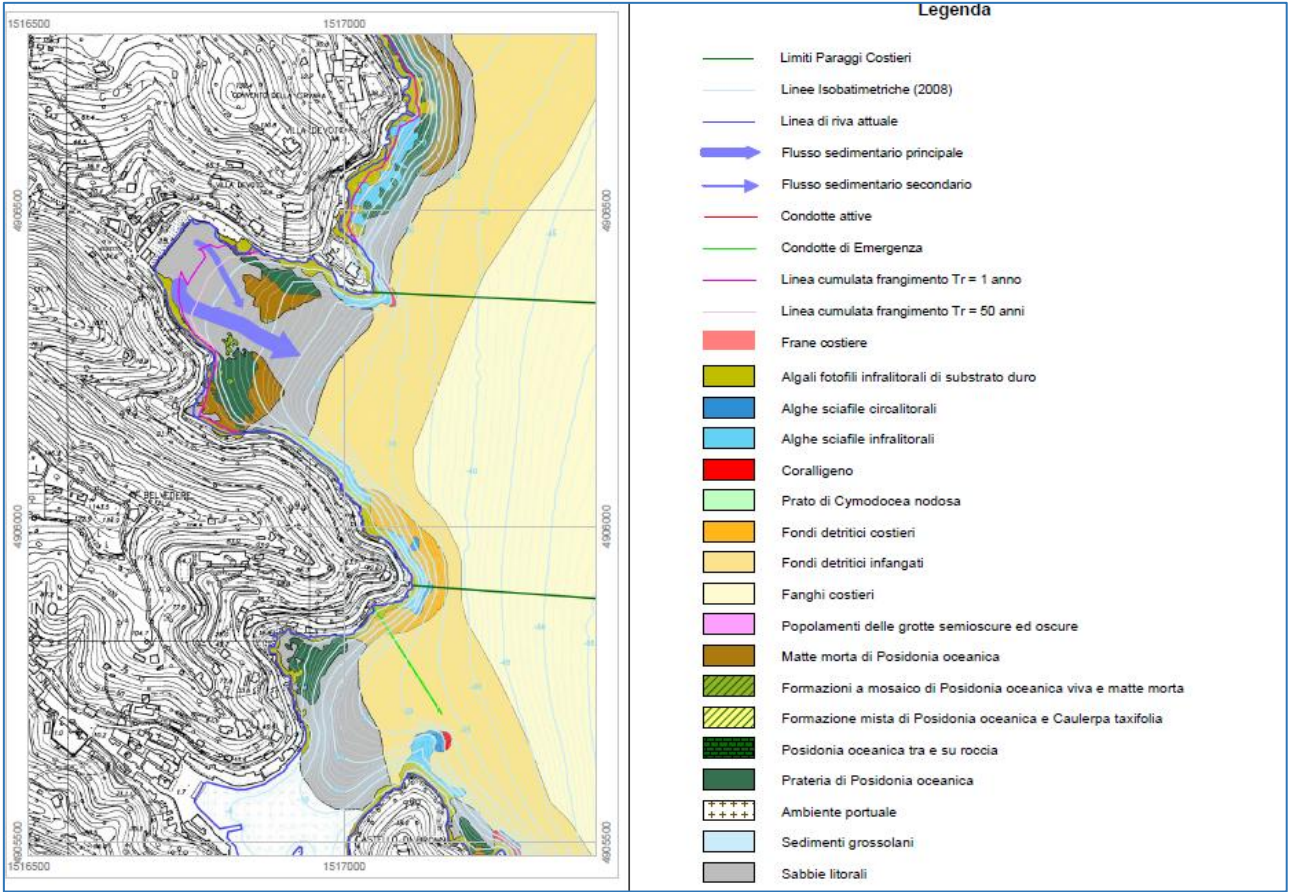 1516500
1517000
CONVENTO DELLA CERVARA
VILLA DEVOTO
VILLA DEVOTO
4906500
4906500
BELVEDERE
4906000
4906000
INO
4905500
4905500
1516500
1517000
Legenda
Limiti Paraggi Costieri
Linee Isobatimetriche (2008)
Linea di riva attuale
Flusso sedimentario principale
Flusso sedimentario secondario
Condotte attive
Condotte di Emergenza
Linea cumulata frangimento Tr = 1 anno
Linea cumulata frangimento Tr = 50 anni
Frane costiere
Algali fotofili infralitorali di substrato duro
Alghe sciafile circalitorali
Alghe sciafile infralitorali
Coralligeno
Prato di Cymodocea nodosa
Fondi detritici costieri
Fondi detritici infangati
Fanghi costieri
Popolamenti delle grotte semioscure ed oscure
Matte morta di Posidonia oceanica
Formazioni a mosaico di Posidonia oceanica viva e matte morta
Formazione mista di Posidonia oceanica e Caulerpa taxifolia
Posidonia oceanica tra e su roccia
Prateria di Posidonia oceanica
Ambiente portuale
Sedimenti grossolani
Sabbie litorali